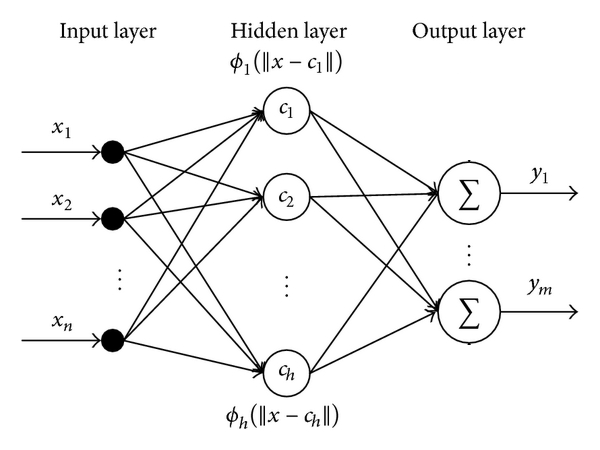 Input layer
Hidden layer
Output layer
ϕ₁(‖x − c₁‖)
x₁
c₁
x₂
c₂
∑
y₁
⋮
⋮
⋮
∑
yₘ
xₙ
cₕ
ϕₕ(‖x − cₕ‖)